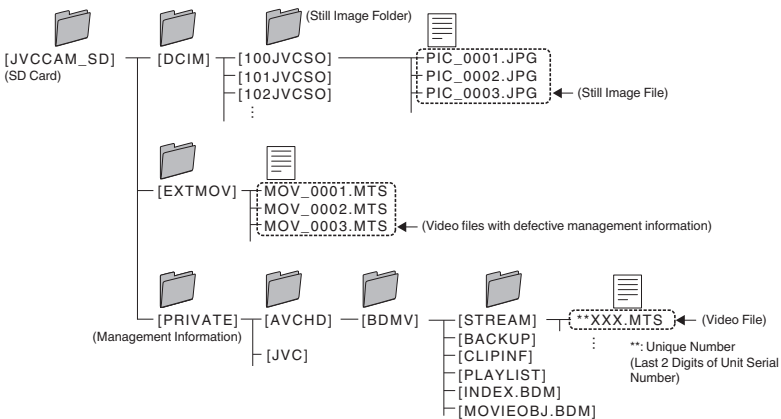 (Still Image Folder)
[JVCCAM_SD]
(SD Card)
[DCIM]
[100JVCSO]
[101JVCSO]
[102JVCSO]
PIC_0001.JPG
PIC_0002.JPG
PIC_0003.JPG
(Still Image File)
[EXTMOV]
MOV_0001.MTS
MOV_0002.MTS
MOV_0003.MTS
(Video files with defective management information)
[PRIVATE]
(Management Information)
[AVCHD]
[JVC]
[BDMV]
[STREAM]
[BACKUP]
[CLIPINF]
[PLAYLIST]
[INDEX.BDM]
[MOVIEOBJ.BDM]
**XXX.MTS
(Video File)
**: Unique Number
(Last 2 Digits of Unit Serial
Number)